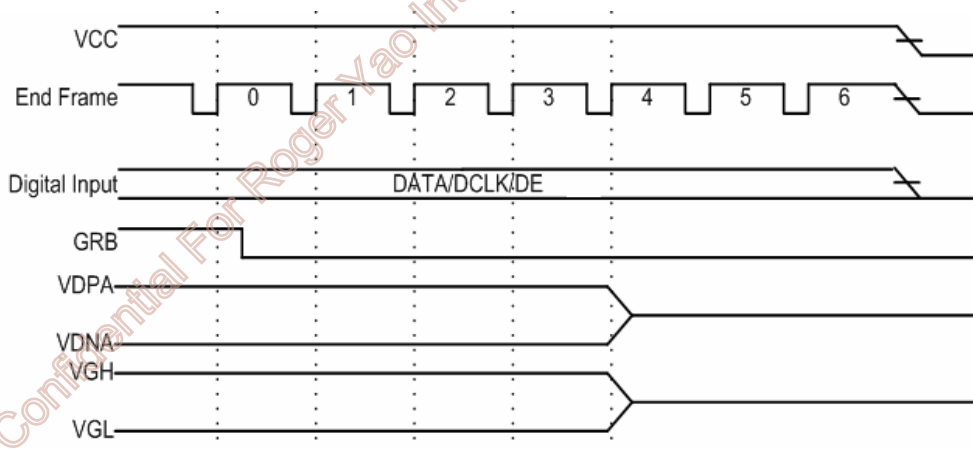 VCC
End Frame 0 1 2 3 4 5 6
Digital Input DATA/DCLK/DE
GRB
VDPA
VDNA
VGH
VGL
Confidential For Roger Yao